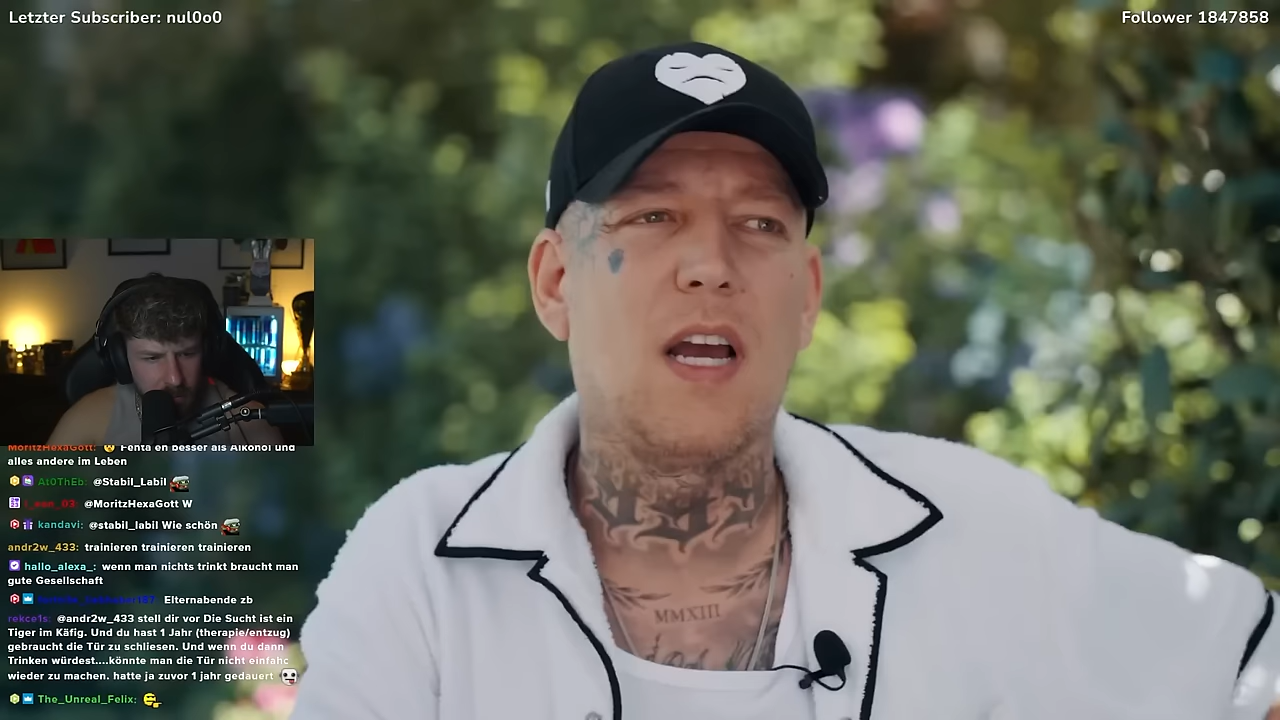 Letzter Subscriber: nul0o0
Follower 1847858
MoritzHexaGott: Fenta en besser als Alkohol und
alles andere im Leben
At0ThEb: @Stabil_Labil
@MoritzHexaGott W
kandavi: @stabil_labil Wie schön
andr2w_433: trainieren trainieren trainieren
hallo_alexa_: wenn man nichts trinkt braucht man
gute Gesellschaft
Elternabende zb
rekce1s: @andr2w_433 stell dir vor Die Sucht ist ein
Tiger im Käfig. Und du hast 1 Jahr (therapie/entzug)
gebraucht die Tür zu schliesen. Und wenn du dann
Trinken würdest....könnte man die Tür nicht einfahc
wieder zu machen. hatte ja zuvor 1 jahr gedauert
The_Unreal_Felix:
MMXIII